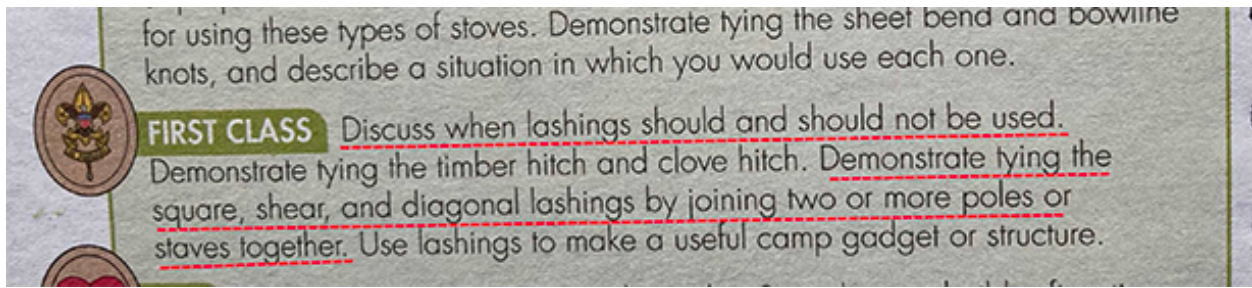 for using these types of stoves. Demonstrate tying the sheet bend and bowline
knots, and describe a situation in which you would use each one.
FIRST CLASS Discuss when lashings should and should not be used.
Demonstrate tying the timber hitch and clove hitch. Demonstrate tying the
square, shear, and diagonal lashings by joining two or more poles or
staves together. Use lashings to make a useful camp gadget or structure.